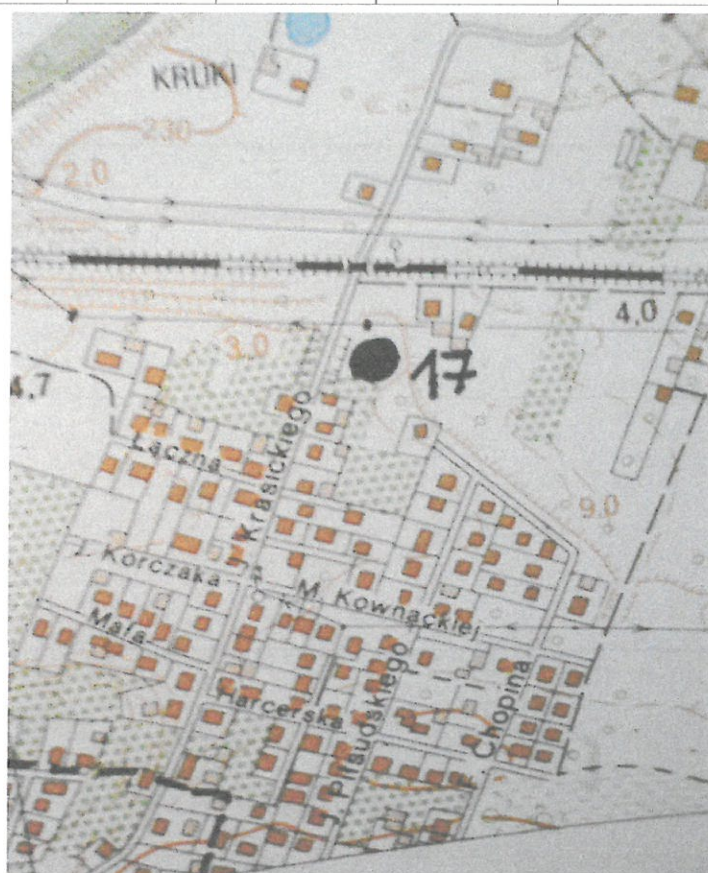 KRUKI
230
2.0
4,0
3.0
17
4.7
Łączna
Krasickiego
9.0
J. Korczaka
M. Kownackiej
Mała
Harcerska
J. Piłsudskiego
F. Chopina